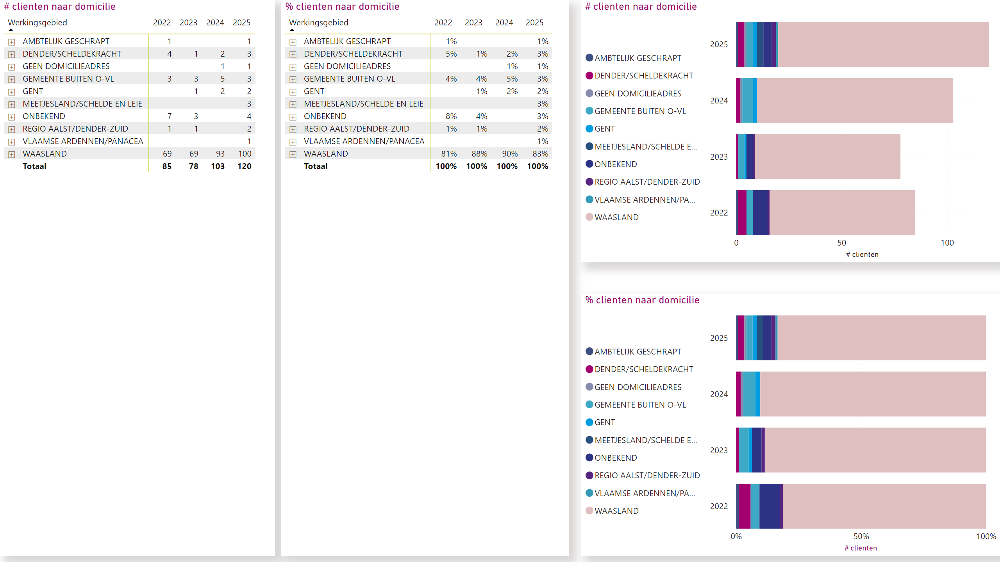 # clienten naar domicilie
Werkingsgebied 2022 2023 2024 2025
AMBTELIJK GESCHRAPT 1 1
DENDER/SCHELDEKRACHT 4 1 2 3
GEEN DOMICILIEADRES 1 1
GEMEENTE BUITEN O-VL 3 3 5 3
GENT 1 2 2
MEETJESLAND/SCHELDE EN LEIE 3
ONBEKEND 7 3 4
REGIO AALST/DENDER-ZUID 1 1 2
VLAAMSE ARDENNEN/PANACEA 1
WAASLAND 69 69 93 100
Totaal 85 78 103 120
% clienten naar domicilie
Werkingsgebied 2022 2023 2024 2025
AMBTELIJK GESCHRAPT 1% 1%
DENDER/SCHELDEKRACHT 5% 1% 2% 3%
GEEN DOMICILIEADRES 1% 1%
GEMEENTE BUITEN O-VL 4% 4% 5% 3%
GENT 1% 2% 2%
MEETJESLAND/SCHELDE EN LEIE 3%
ONBEKEND 8% 4% 3%
REGIO AALST/DENDER-ZUID 1% 1% 2%
VLAAMSE ARDENNEN/PANACEA 1%
WAASLAND 81% 88% 90% 83%
Totaal 100% 100% 100% 100%
# clienten naar domicilie
AMBTELIJK GESCHRAPT
DENDER/SCHELDEKRACHT
GEEN DOMICILIEADRES
GEMEENTE BUITEN O-VL
GENT
MEETJESLAND/SCHELDE E...
ONBEKEND
REGIO AALST/DENDER-ZUID
VLAAMSE ARDENNEN/PA...
WAASLAND
2025
2024
2023
2022
0 50 100
# clienten
% clienten naar domicilie
AMBTELIJK GESCHRAPT
DENDER/SCHELDEKRACHT
GEEN DOMICILIEADRES
GEMEENTE BUITEN O-VL
GENT
MEETJESLAND/SCHELDE E...
ONBEKEND
REGIO AALST/DENDER-ZUID
VLAAMSE ARDENNEN/PA...
WAASLAND
2025
2024
2023
2022
0% 50% 100%
# clienten